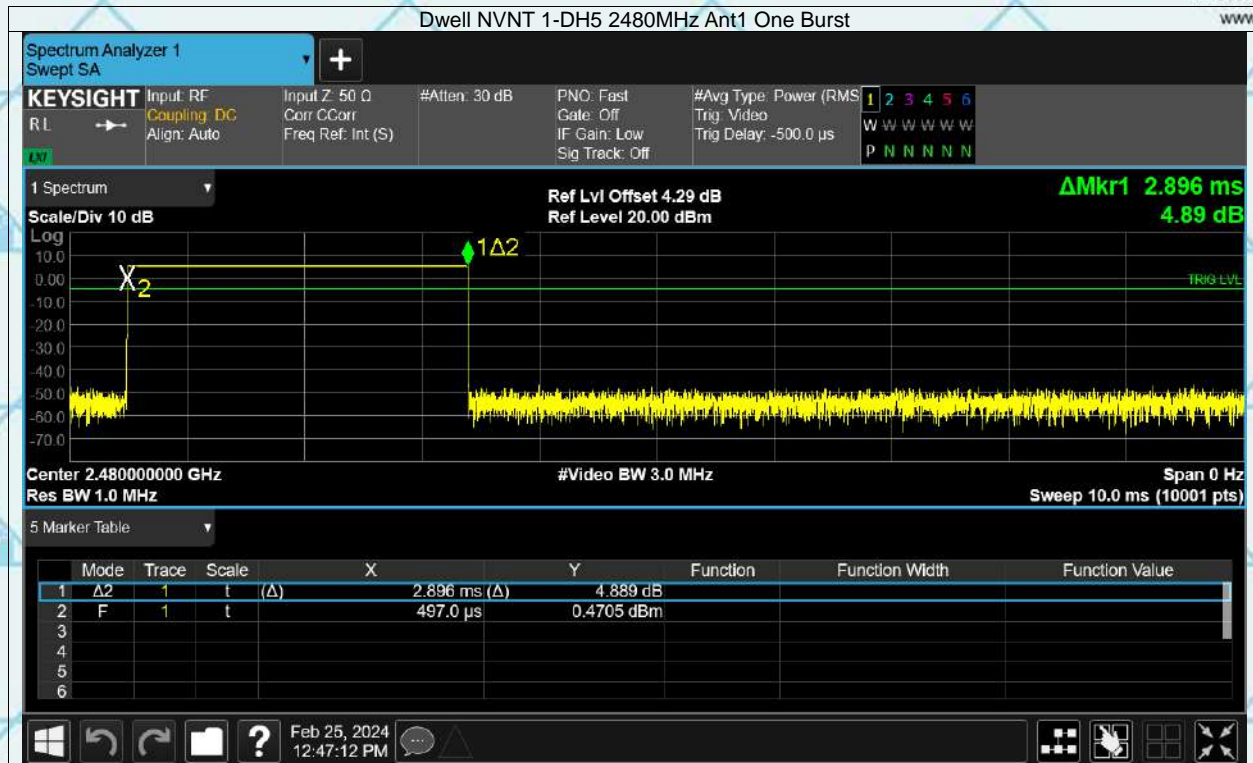 Dwell NVNT 1-DH5 2480MHz Ant1 One Burst
www
Spectrum Analyzer 1
Swept SA
+
KEYSIGHT
RL
LXI
Input: RF
Coupling: DC
Align: Auto
Input Z: 50 Ω
Corr CCorr
Freq Ref: Int (S)
#Atten: 30 dB
PNO: Fast
Gate: Off
IF Gain: Low
Sig Track: Off
#Avg Type: Power (RMS
Trig: Video
Trig Delay: -500.0 µs
1 2 3 4 5 6
W W W W W W
P N N N N N
1 Spectrum
Scale/Div 10 dB
Ref Lvl Offset 4.29 dB
Ref Level 20.00 dBm
ΔMkr1 2.896 ms
4.89 dB
Log
10.0
0.00
-10.0
-20.0
-30.0
-40.0
-50.0
-60.0
-70.0
1Δ2
X2
TRIG LVL
Center 2.480000000 GHz
#Video BW 3.0 MHz
Span 0 Hz
Res BW 1.0 MHz
Sweep 10.0 ms (10001 pts)
5 Marker Table
Mode Trace Scale X Y Function Function Width Function Value
1 Δ2 1 t (Δ) 2.896 ms (Δ) 4.889 dB
2 F 1 t 497.0 µs 0.4705 dBm
3
4
5
6
?
Feb 25, 2024
12:47:12 PM